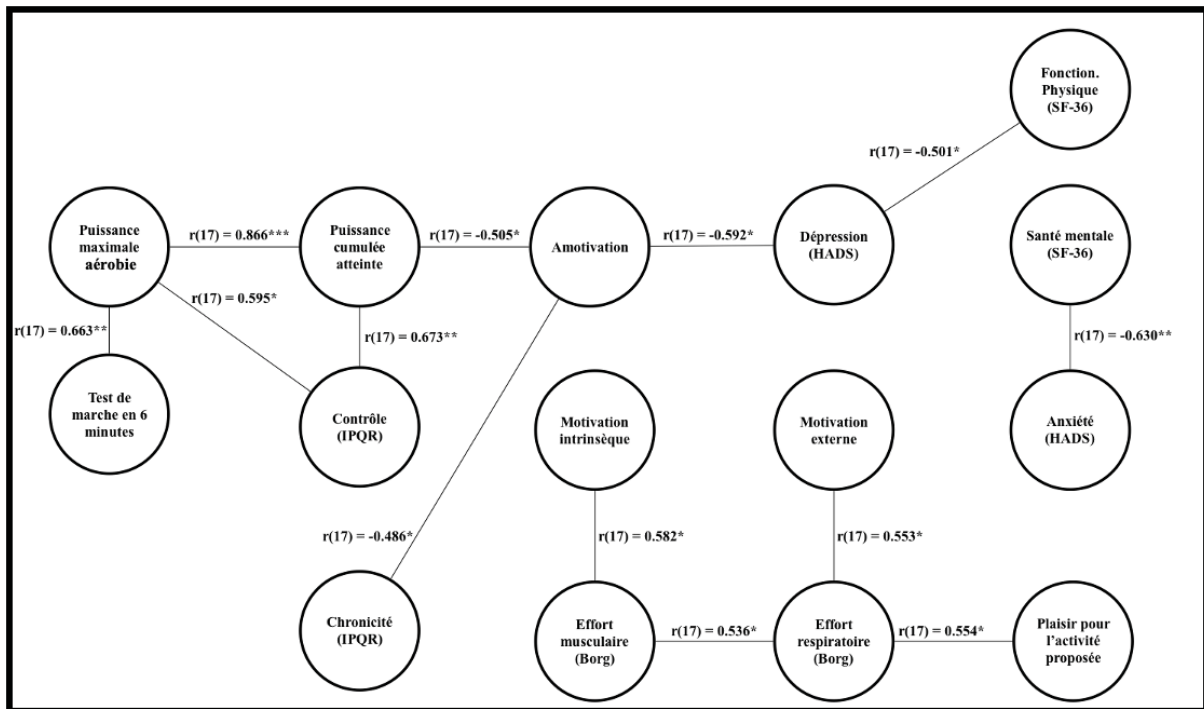 Fonction.
Physique
(SF-36)
r(17) = -0.501*
Puissance
maximale
aérobie
r(17) = 0.866***
Puissance
cumulée
atteinte
r(17) = -0.505*
Amotivation
r(17) = -0.592*
Dépression
(HADS)
Santé mentale
(SF-36)
r(17) = 0.595*
r(17) = 0.663**
r(17) = 0.673**
r(17) = -0.630**
Test de
marche en 6
minutes
Contrôle
(IPQR)
Motivation
intrinsèque
Motivation
externe
Anxiété
(HADS)
r(17) = -0.486*
r(17) = 0.582*
r(17) = 0.553*
Chronicité
(IPQR)
Effort
musculaire
(Borg)
r(17) = 0.536*
Effort
respiratoire
(Borg)
r(17) = 0.554*
Plaisir pour
l'activité
proposée